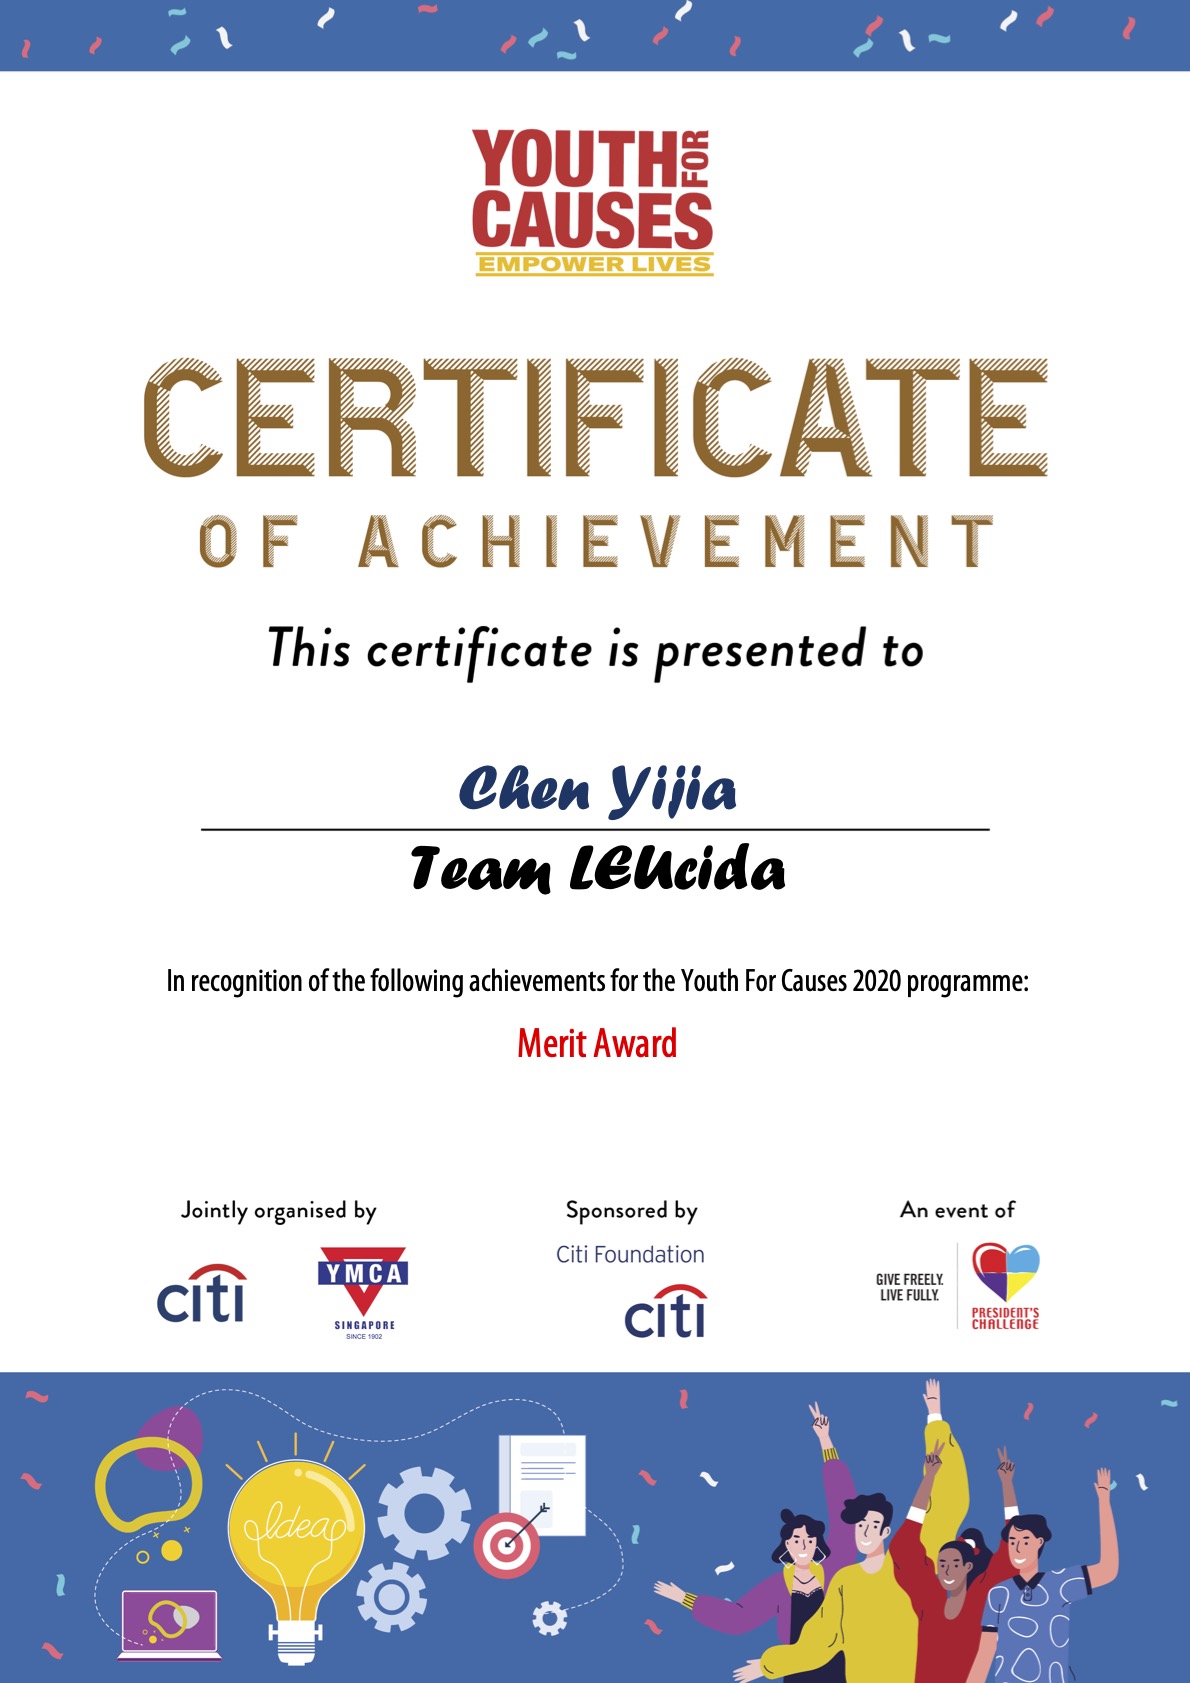 YOUTH FOR
CAUSES
EMPOWER LIVES
CERTIFICATE
OF ACHIEVEMENT
This certificate is presented to
Chen Yijia
Team LEUcida
In recognition of the following achievements for the Youth For Causes 2020 programme:
Merit Award
Jointly organised by
citi
YMCA
SINGAPORE
SINCE 1902
Sponsored by
Citi Foundation
citi
An event of
GIVE FREELY.
LIVE FULLY.
PRESIDENT'S
CHALLENGE
Idea